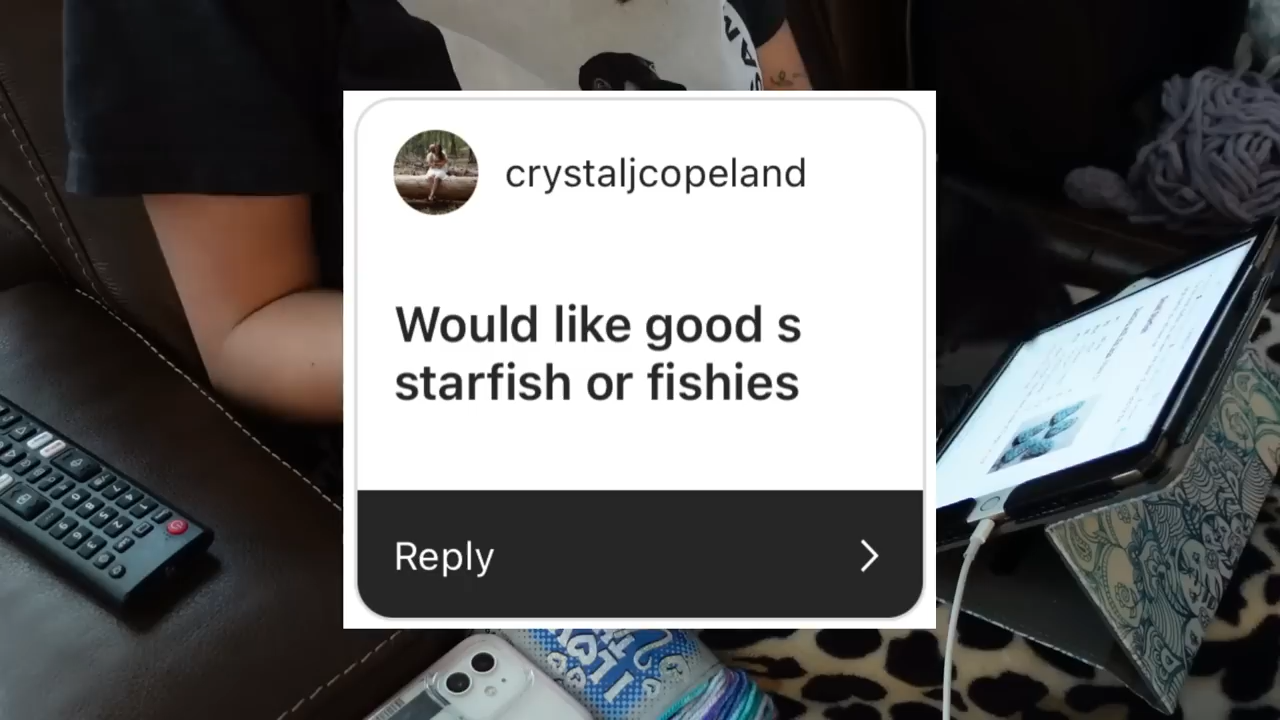 crystaljcopeland
Would like good s
starfish or fishies
Reply